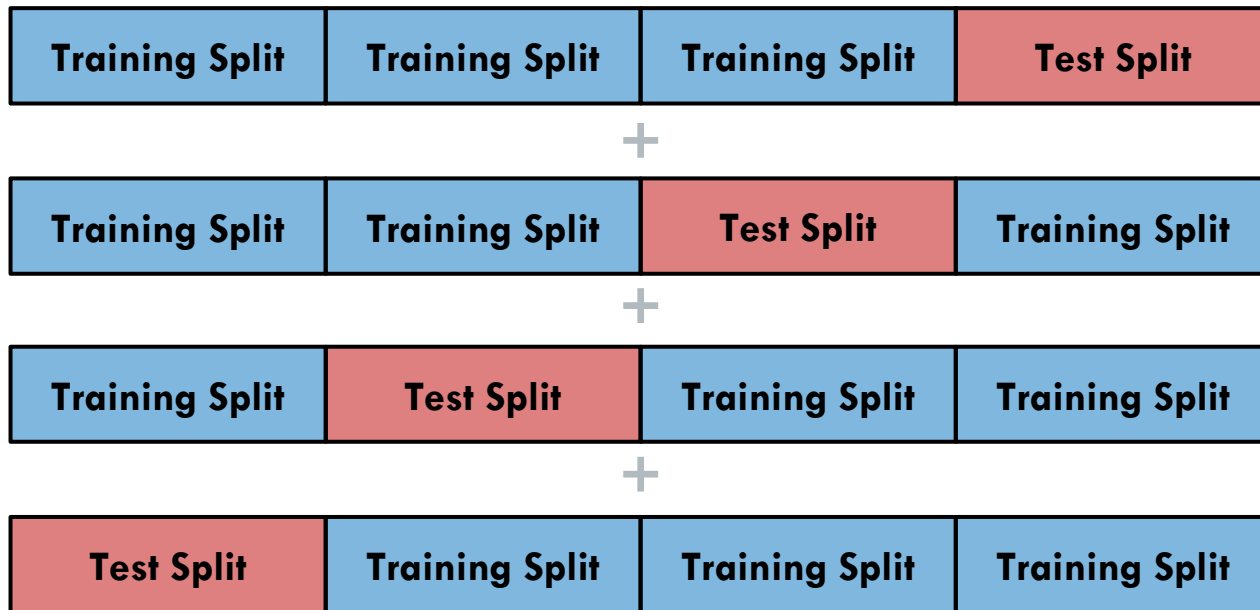 Training Split Training Split Training Split Test Split
+
Training Split Training Split Test Split Training Split
+
Training Split Test Split Training Split Training Split
+
Test Split Training Split Training Split Training Split